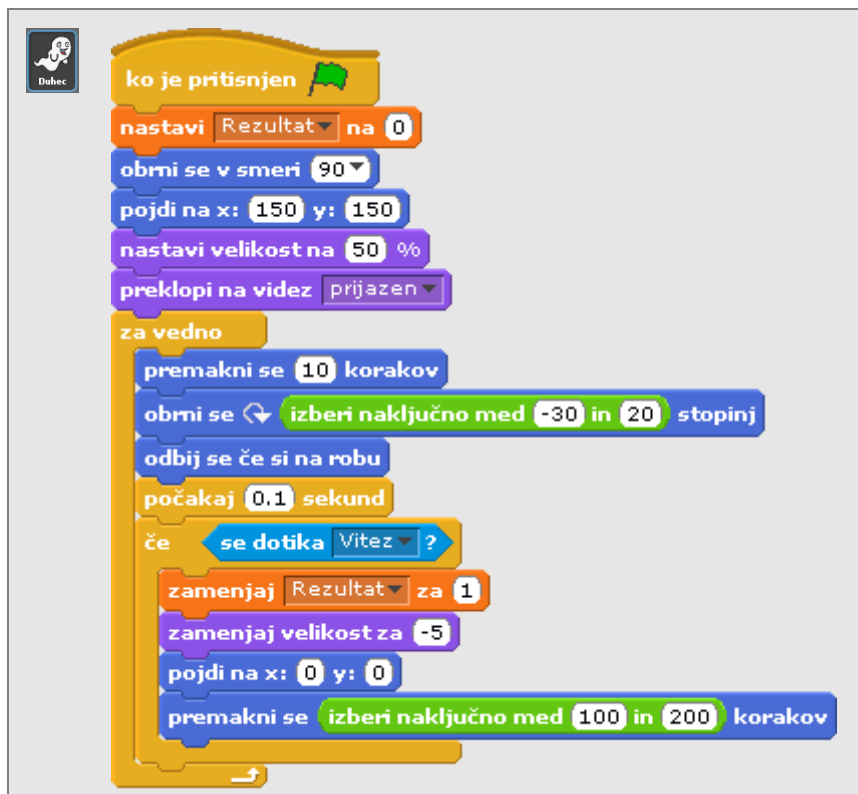 Duhec
ko je pritisnjen
nastavi Rezultat na 0
obrni se v smeri 90
pojdi na x: 150 y: 150
nastavi velikost na 50 %
preklopi na videz prijazen
za vedno
premakni se 10 korakov
obrni se izberi naključno med -30 in 20 stopinj
odbij se če si na robu
počakaj 0.1 sekund
če se dotika Vitez ?
zamenjaj Rezultat za 1
zamenjaj velikost za -5
pojdi na x: 0 y: 0
premakni se izberi naključno med 100 in 200 korakov